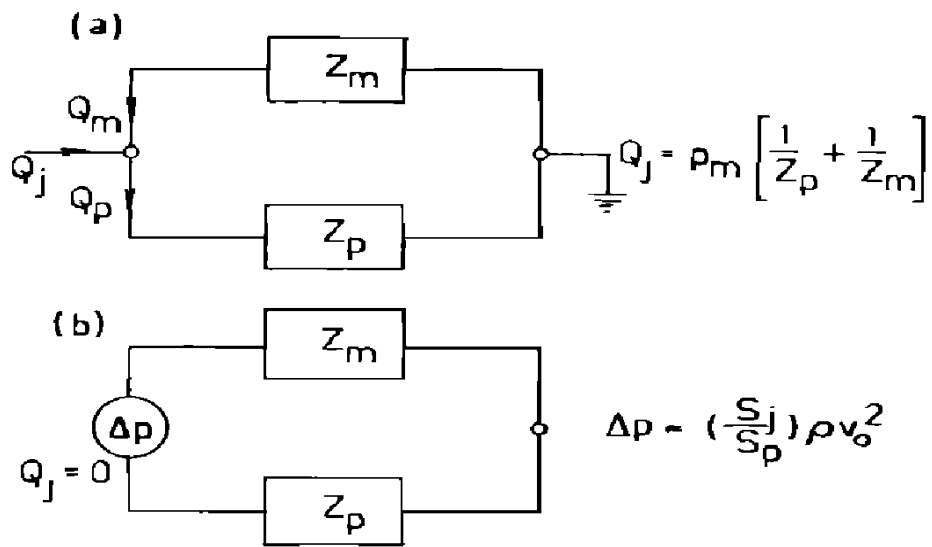 (a)
Z_m
Q_m
Q_j
Q_p
Z_p
Q_j = p_m [1/Z_p + 1/Z_m]
(b)
Z_m
Δp
Q_j = 0
Z_p
Δp ~ (S_j/S_p) ρv_o^2